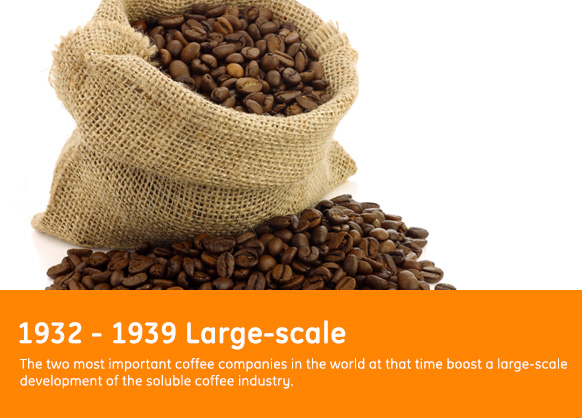 1932 - 1939 Large-scale
The two most important coffee companies in the world at that time boost a large-scale
development of the soluble coffee industry.